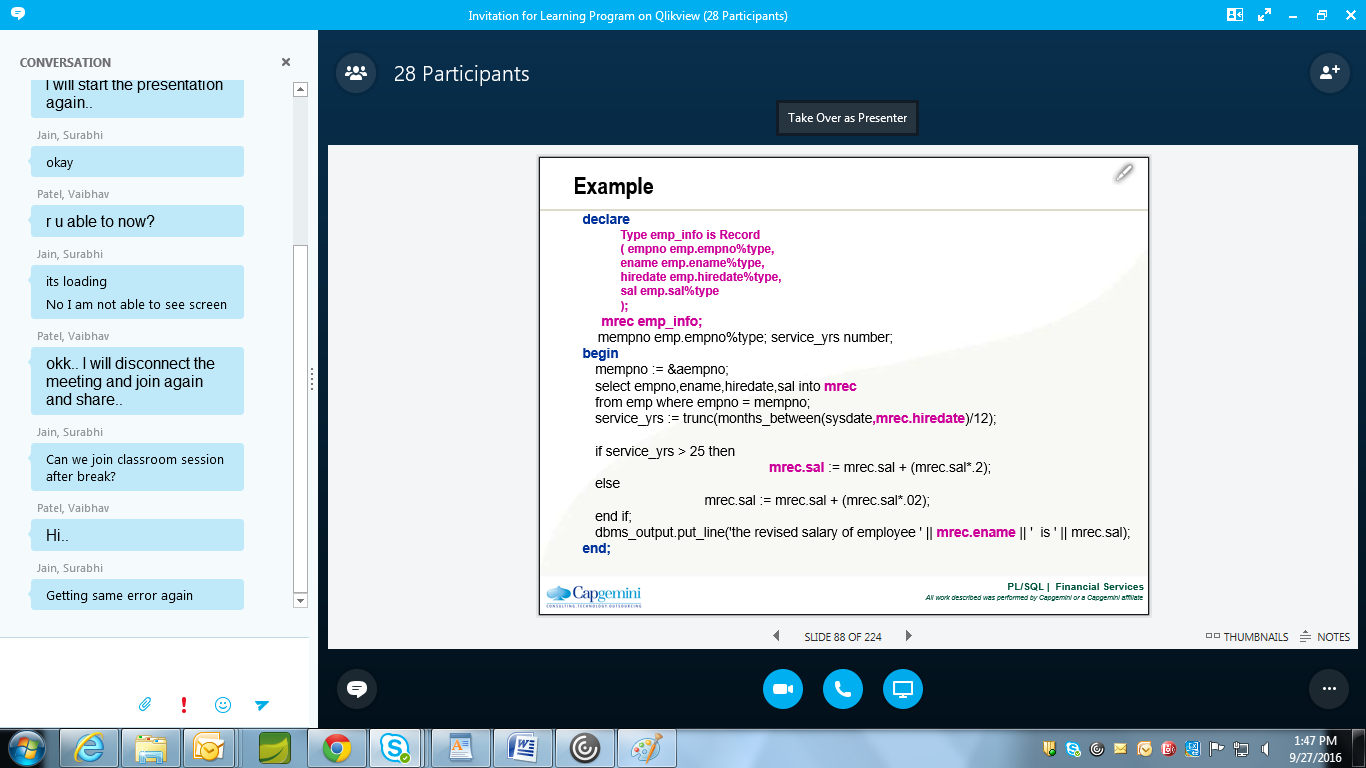 Invitation for Learning Program on Qlikview (28 Participants)
CONVERSATION
I will start the presentation
again..
Jain, Surabhi
okay
Patel, Vaibhav
r u able to now?
Jain, Surabhi
its loading
No I am not able to see screen
Patel, Vaibhav
okk.. I will disconnect the
meeting and join again
and share..
Jain, Surabhi
Can we join classroom session
after break?
Patel, Vaibhav
Hi..
Jain, Surabhi
Getting same error again
28 Participants
Take Over as Presenter
Example
declare
Type emp_info is Record
( empno emp.empno%type,
ename emp.ename%type,
hiredate emp.hiredate%type,
sal emp.sal%type
);
mrec emp_info;
mempno emp.empno%type; service_yrs number;
begin
mempno := &aempno;
select empno,ename,hiredate,sal into mrec
from emp where empno = mempno;
service_yrs := trunc(months_between(sysdate,mrec.hiredate)/12);
if service_yrs > 25 then
mrec.sal := mrec.sal + (mrec.sal*.2);
else
mrec.sal := mrec.sal + (mrec.sal*.02);
end if;
dbms_output.put_line('the revised salary of employee ' || mrec.ename || '  is ' || mrec.sal);
end;
Capgemini
CONSULTING.TECHNOLOGY.OUTSOURCING
PL/SQL | Financial Services
All work described was performed by Capgemini or a Capgemini affiliate
SLIDE 88 OF 224
THUMBNAILS
NOTES
1:47 PM
9/27/2016